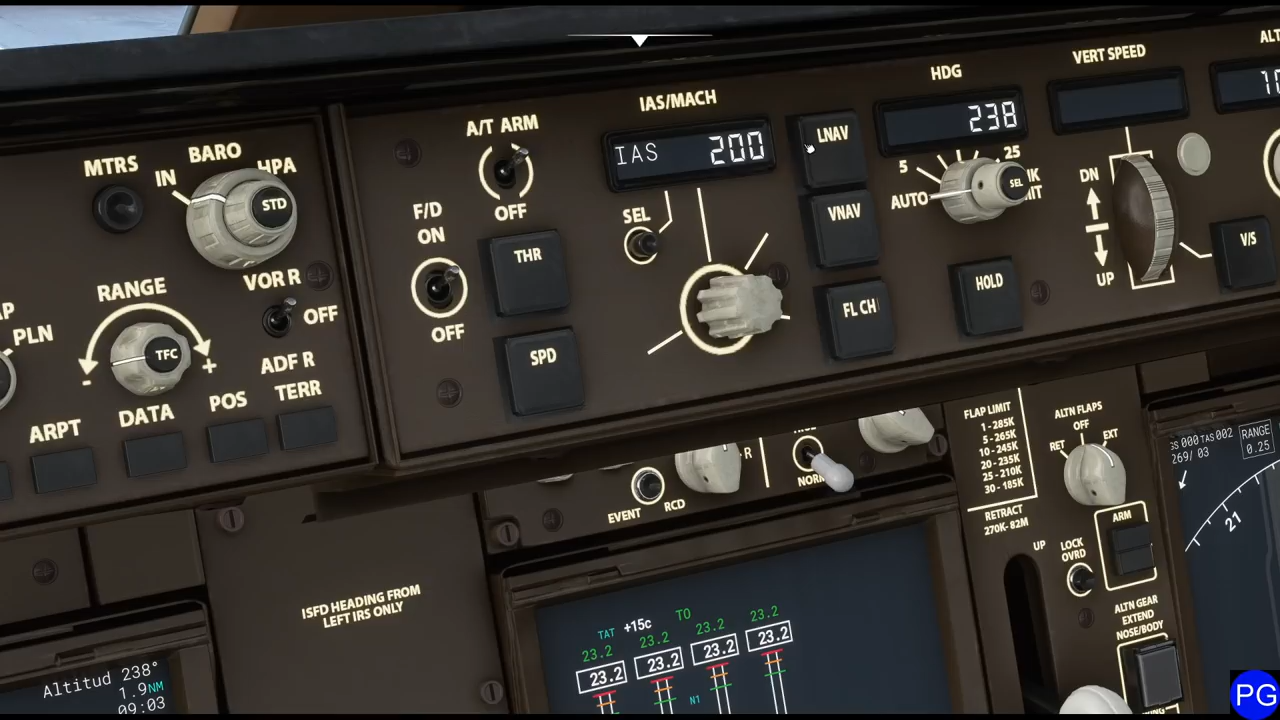 MTRS
BARO
IN
HPA
STD
VOR R
OFF
RANGE
PLN
TFC
-
+
ADF R
TERR
ARPT
DATA
POS
A/T ARM
OFF
F/D
ON
OFF
THR
SPD
IAS/MACH
IAS 200
SEL
LNAV
VNAV
FL CH
HDG
238
5
25
AUTO
SEL
HOLD
VERT SPEED
DN
UP
V/S
EVENT
RCD
R
NORM
FLAP LIMIT
1-285K
5-265K
10-245K
20-235K
25-210K
30-185K
RETRACT
270K-82M
ALTN FLAPS
OFF
RET
EXT
ARM
UP
LOCK
OVRD
ALTN GEAR
EXTEND
NOSE/BODY
ISFD HEADING FROM
LEFT IRS ONLY
Altitud 238°
1.9NM
09:03
TAT +15c TO
23.2 23.2 23.2 23.2
23.2 23.2 23.2 23.2
N1
TAS 002
269/ 03
RANGE
0.25
21
PG